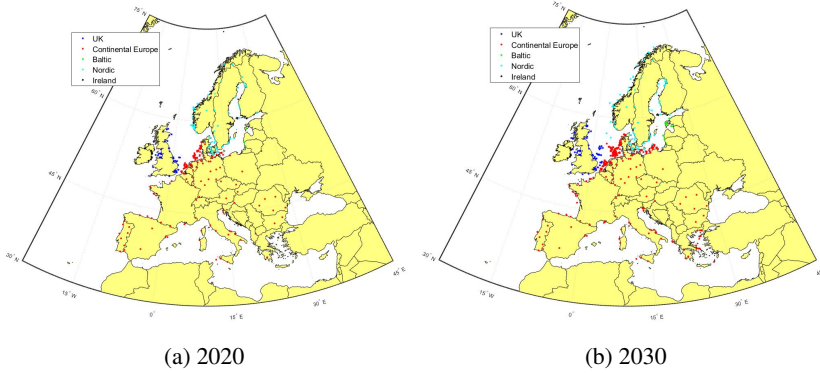 75° N
60° N
45° N
30° N
15° W
0°
15° E
30° E
45° E
UK
Continental Europe
Baltic
Nordic
Ireland
(a) 2020
75° N
60° N
45° N
30° N
15° W
0°
15° E
30° E
UK
Continental Europe
Baltic
Nordic
Ireland
(b) 2030